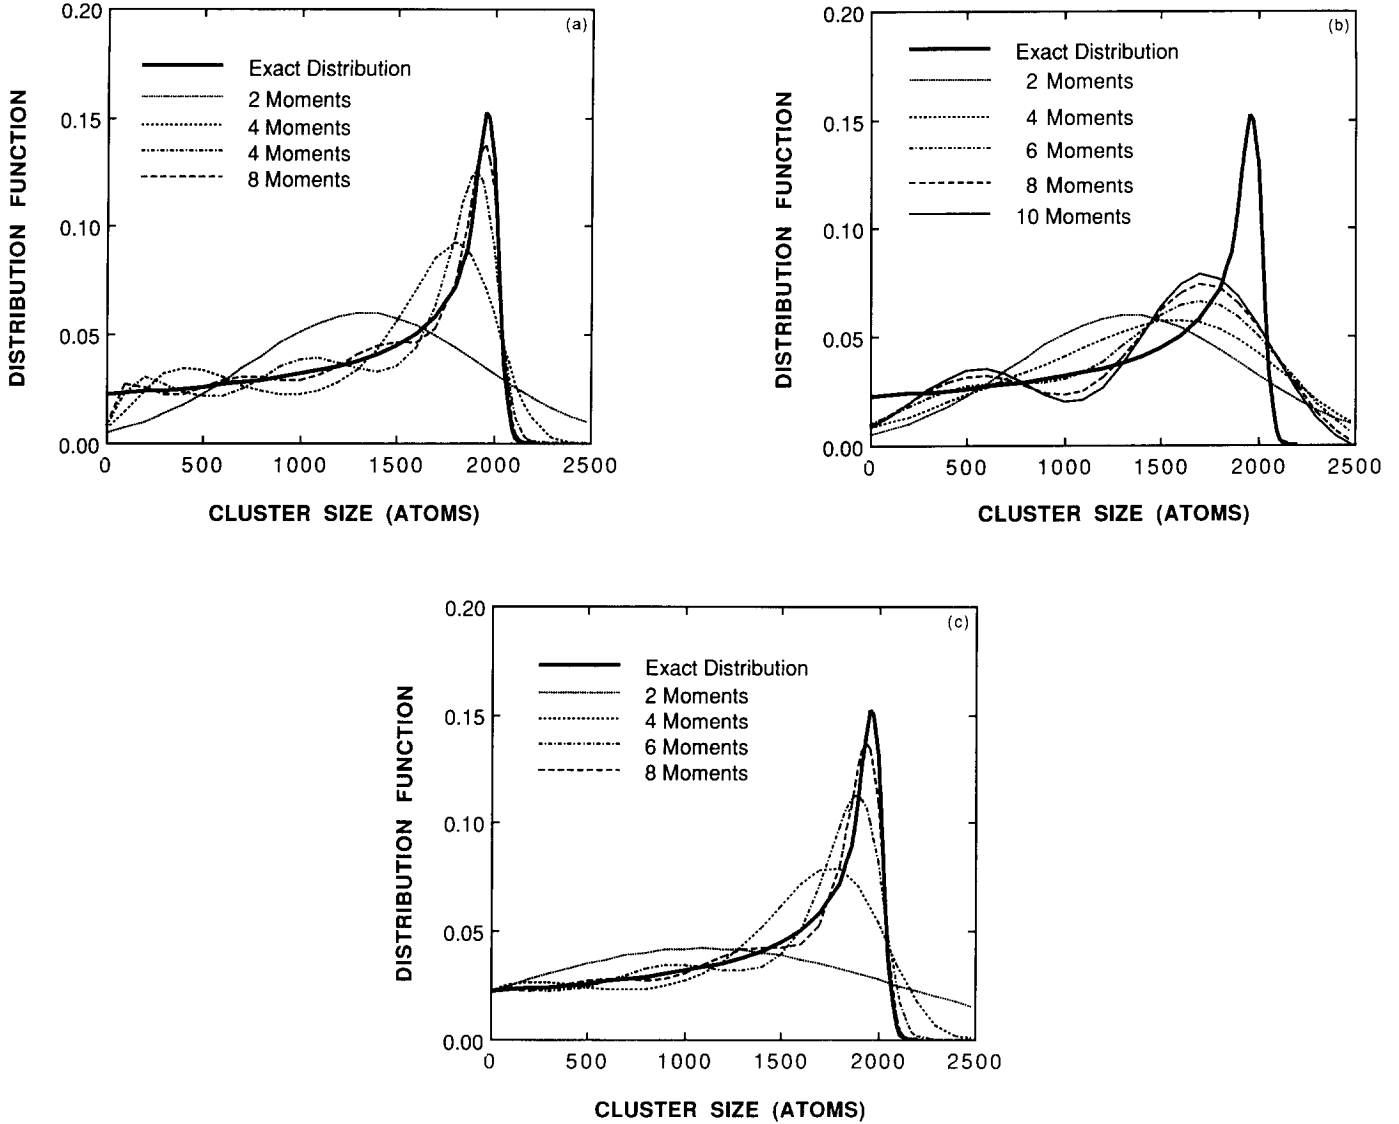 (a)
0.20
0.15
0.10
0.05
0.00
DISTRIBUTION FUNCTION
Exact Distribution
2 Moments
4 Moments
4 Moments
8 Moments
0 500 1000 1500 2000 2500
CLUSTER SIZE (ATOMS)
(b)
0.20
0.15
0.10
0.05
0.00
DISTRIBUTION FUNCTION
Exact Distribution
2 Moments
4 Moments
6 Moments
8 Moments
10 Moments
0 500 1000 1500 2000 2500
CLUSTER SIZE (ATOMS)
(c)
0.20
0.15
0.10
0.05
0.00
DISTRIBUTION FUNCTION
Exact Distribution
2 Moments
4 Moments
6 Moments
8 Moments
0 500 1000 1500 2000 2500
CLUSTER SIZE (ATOMS)